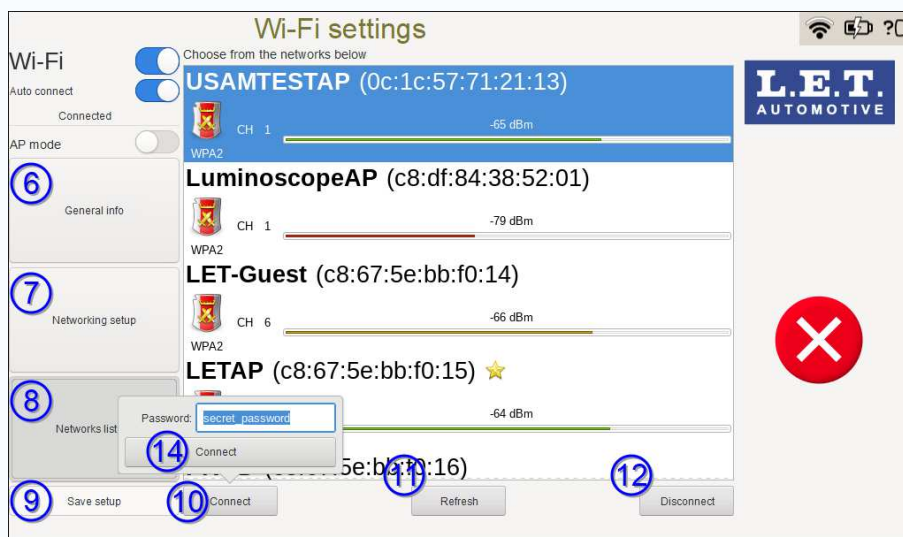 Wi-Fi settings
?
Wi-Fi
Choose from the networks below
Auto connect
Connected
AP mode
USAMTESTAP (0c:1c:57:71:21:13)
CH 1
-65 dBm
WPA2
L.E.T.
AUTOMOTIVE
6
General info
LuminoscopeAP (c8:df:84:38:52:01)
CH 1
-79 dBm
WPA2
7
Networking setup
LET-Guest (c8:67:5e:bb:f0:14)
CH 6
-66 dBm
WPA2
8
Networks list
LETAP (c8:67:5e:bb:f0:15)
-64 dBm
Password: secret_password
14 Connect
5e:bb:f0:16)
9 Save setup
10 Connect
11 Refresh
12 Disconnect